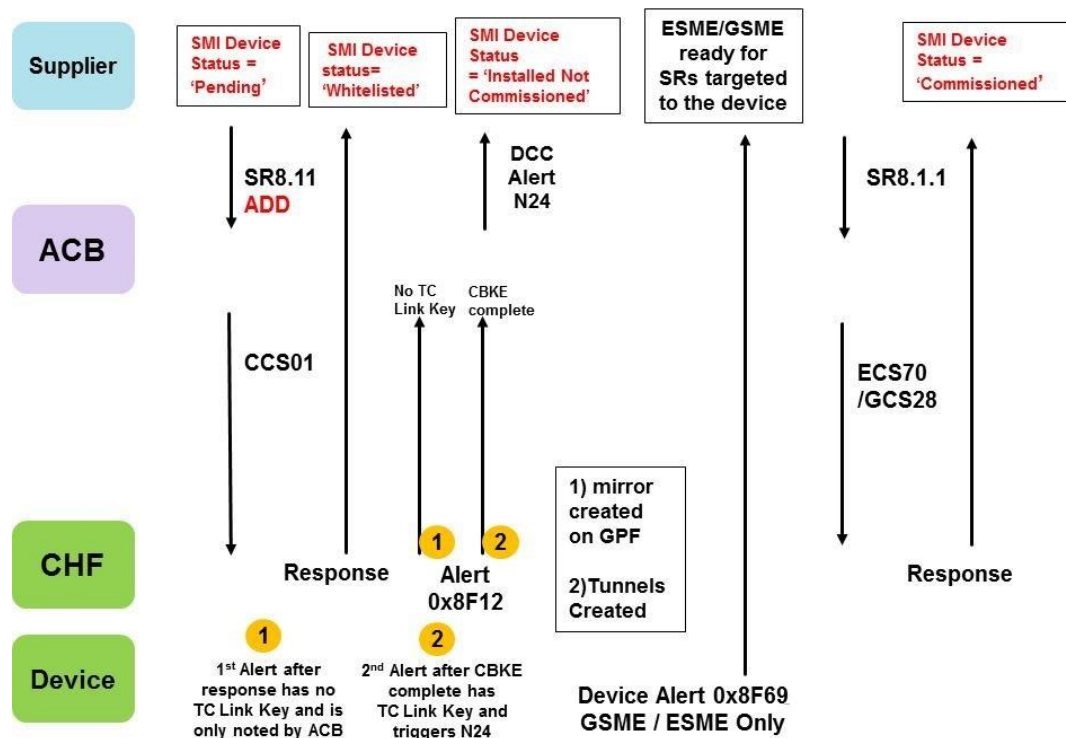 Supplier
SMI Device
Status =
‘Pending’
SMI Device
status=
‘Whitelisted’
SMI Device
Status
= ‘Installed Not
Commissioned’
ESME/GSME
ready for
SRs targeted
to the device
SMI Device
Status =
‘Commissioned’
SR8.11
ADD
DCC
Alert
N24
SR8.1.1
ACB
No TC
Link Key
CBKE
complete
CCS01
ECS70
/GCS28
1) mirror
created
on GPF
2)Tunnels
Created
CHF
Response
1
2
Alert
0x8F12
Response
Device
1
1st Alert after
response has no
TC Link Key and is
only noted by ACB
2
2nd Alert after CBKE
complete has
TC Link Key and
triggers N24
Device Alert 0x8F69
GSME / ESME Only